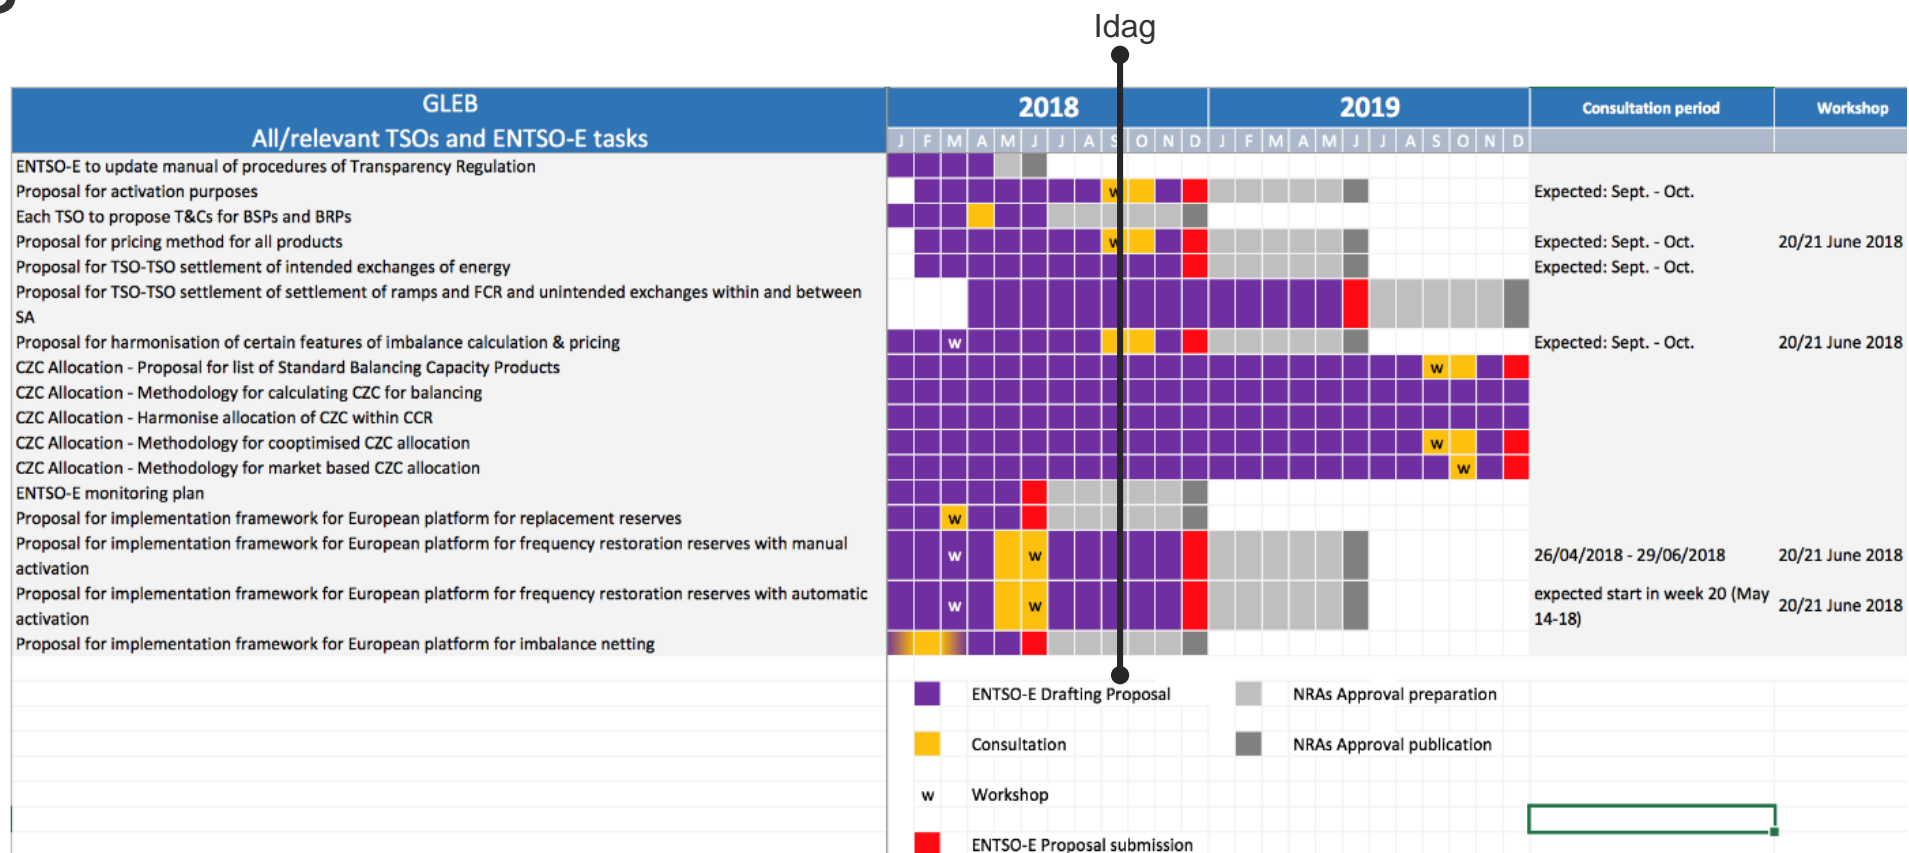 Idag
GLEB
All/relevant TSOs and ENTSO-E tasks
2018
2019
Consultation period
Workshop
J F M A M J J A S O N D J F M A M J J A S O N D
ENTSO-E to update manual of procedures of Transparency Regulation
Proposal for activation purposes
w
Expected: Sept. - Oct.
Each TSO to propose T&Cs for BSPs and BRPs
Proposal for pricing method for all products
w
Expected: Sept. - Oct.
20/21 June 2018
Proposal for TSO-TSO settlement of intended exchanges of energy
Expected: Sept. - Oct.
Proposal for TSO-TSO settlement of settlement of ramps and FCR and unintended exchanges within and between
SA
Proposal for harmonisation of certain features of imbalance calculation & pricing
w
Expected: Sept. - Oct.
20/21 June 2018
CZC Allocation - Proposal for list of Standard Balancing Capacity Products
w
CZC Allocation - Methodology for calculating CZC for balancing
CZC Allocation - Harmonise allocation of CZC within CCR
CZC Allocation - Methodology for cooptimised CZC allocation
w
CZC Allocation - Methodology for market based CZC allocation
w
ENTSO-E monitoring plan
Proposal for implementation framework for European platform for replacement reserves
w
Proposal for implementation framework for European platform for frequency restoration reserves with manual
activation
w w
26/04/2018 - 29/06/2018
20/21 June 2018
Proposal for implementation framework for European platform for frequency restoration reserves with automatic
activation
w w
expected start in week 20 (May
14-18)
20/21 June 2018
Proposal for implementation framework for European platform for imbalance netting
ENTSO-E Drafting Proposal
NRAs Approval preparation
Consultation
NRAs Approval publication
w Workshop
ENTSO-E Proposal submission